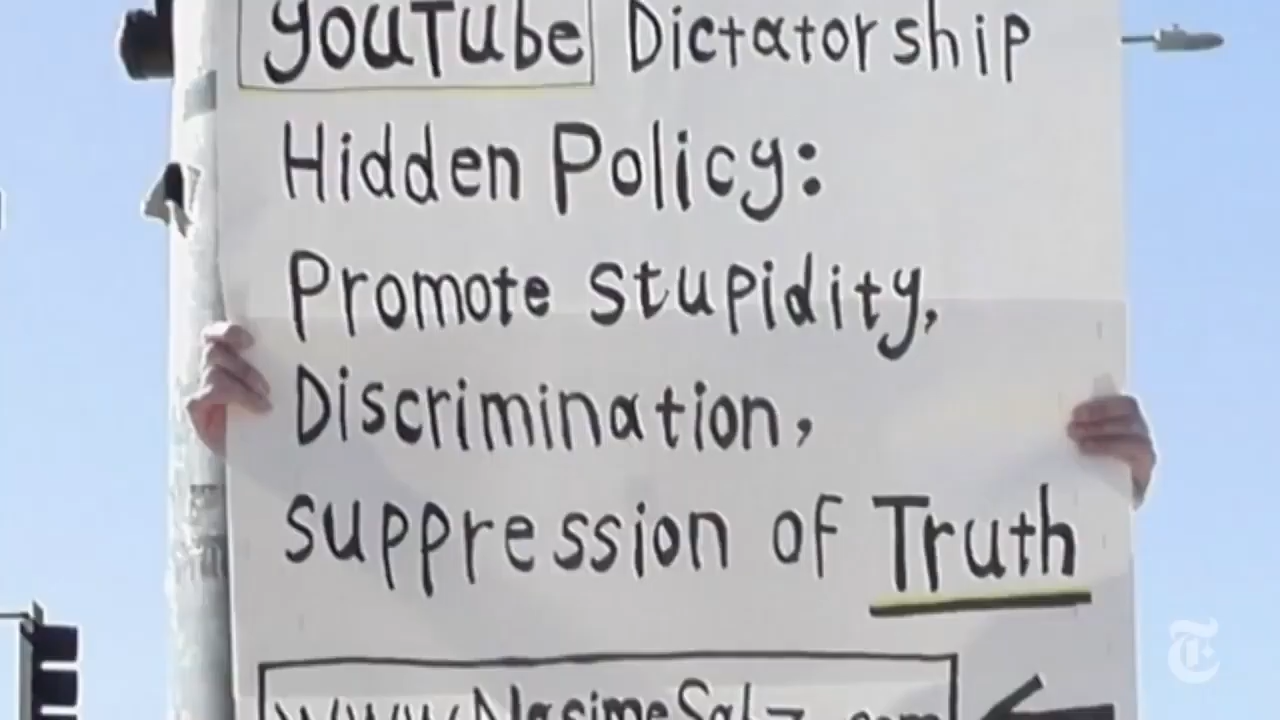 YouTube Dictatorship
Hidden Policy:
Promote stupidity,
Discrimination,
suppression of Truth